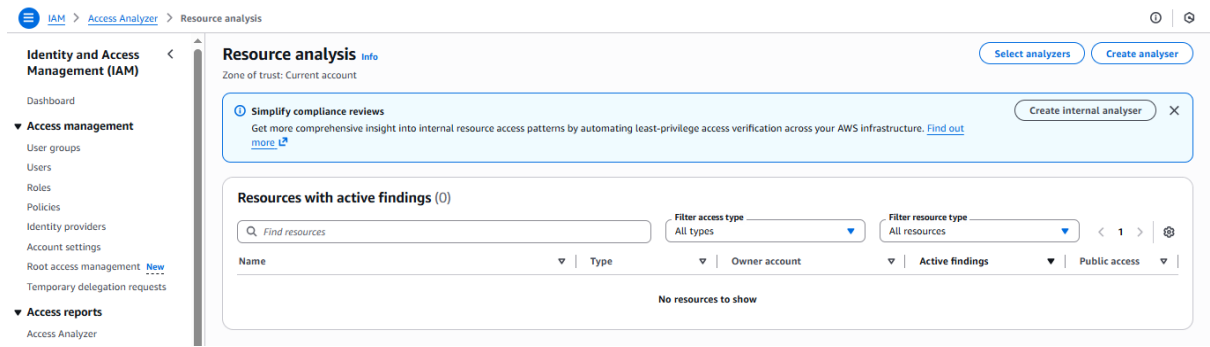 IAM > Access Analyzer > Resource analysis
Identity and Access
Management (IAM)
Dashboard
Access management
User groups
Users
Roles
Policies
Identity providers
Account settings
Root access management New
Temporary delegation requests
Access reports
Access Analyzer
Resource analysis Info
Select analyzers
Create analyser
Zone of trust: Current account
Simplify compliance reviews
Get more comprehensive insight into internal resource access patterns by automating least-privilege access verification across your AWS infrastructure. Find out
more
Create internal analyser
Resources with active findings (0)
Find resources
Filter access type
All types
Filter resource type
All resources
1
Name Type Owner account Active findings Public access
No resources to show